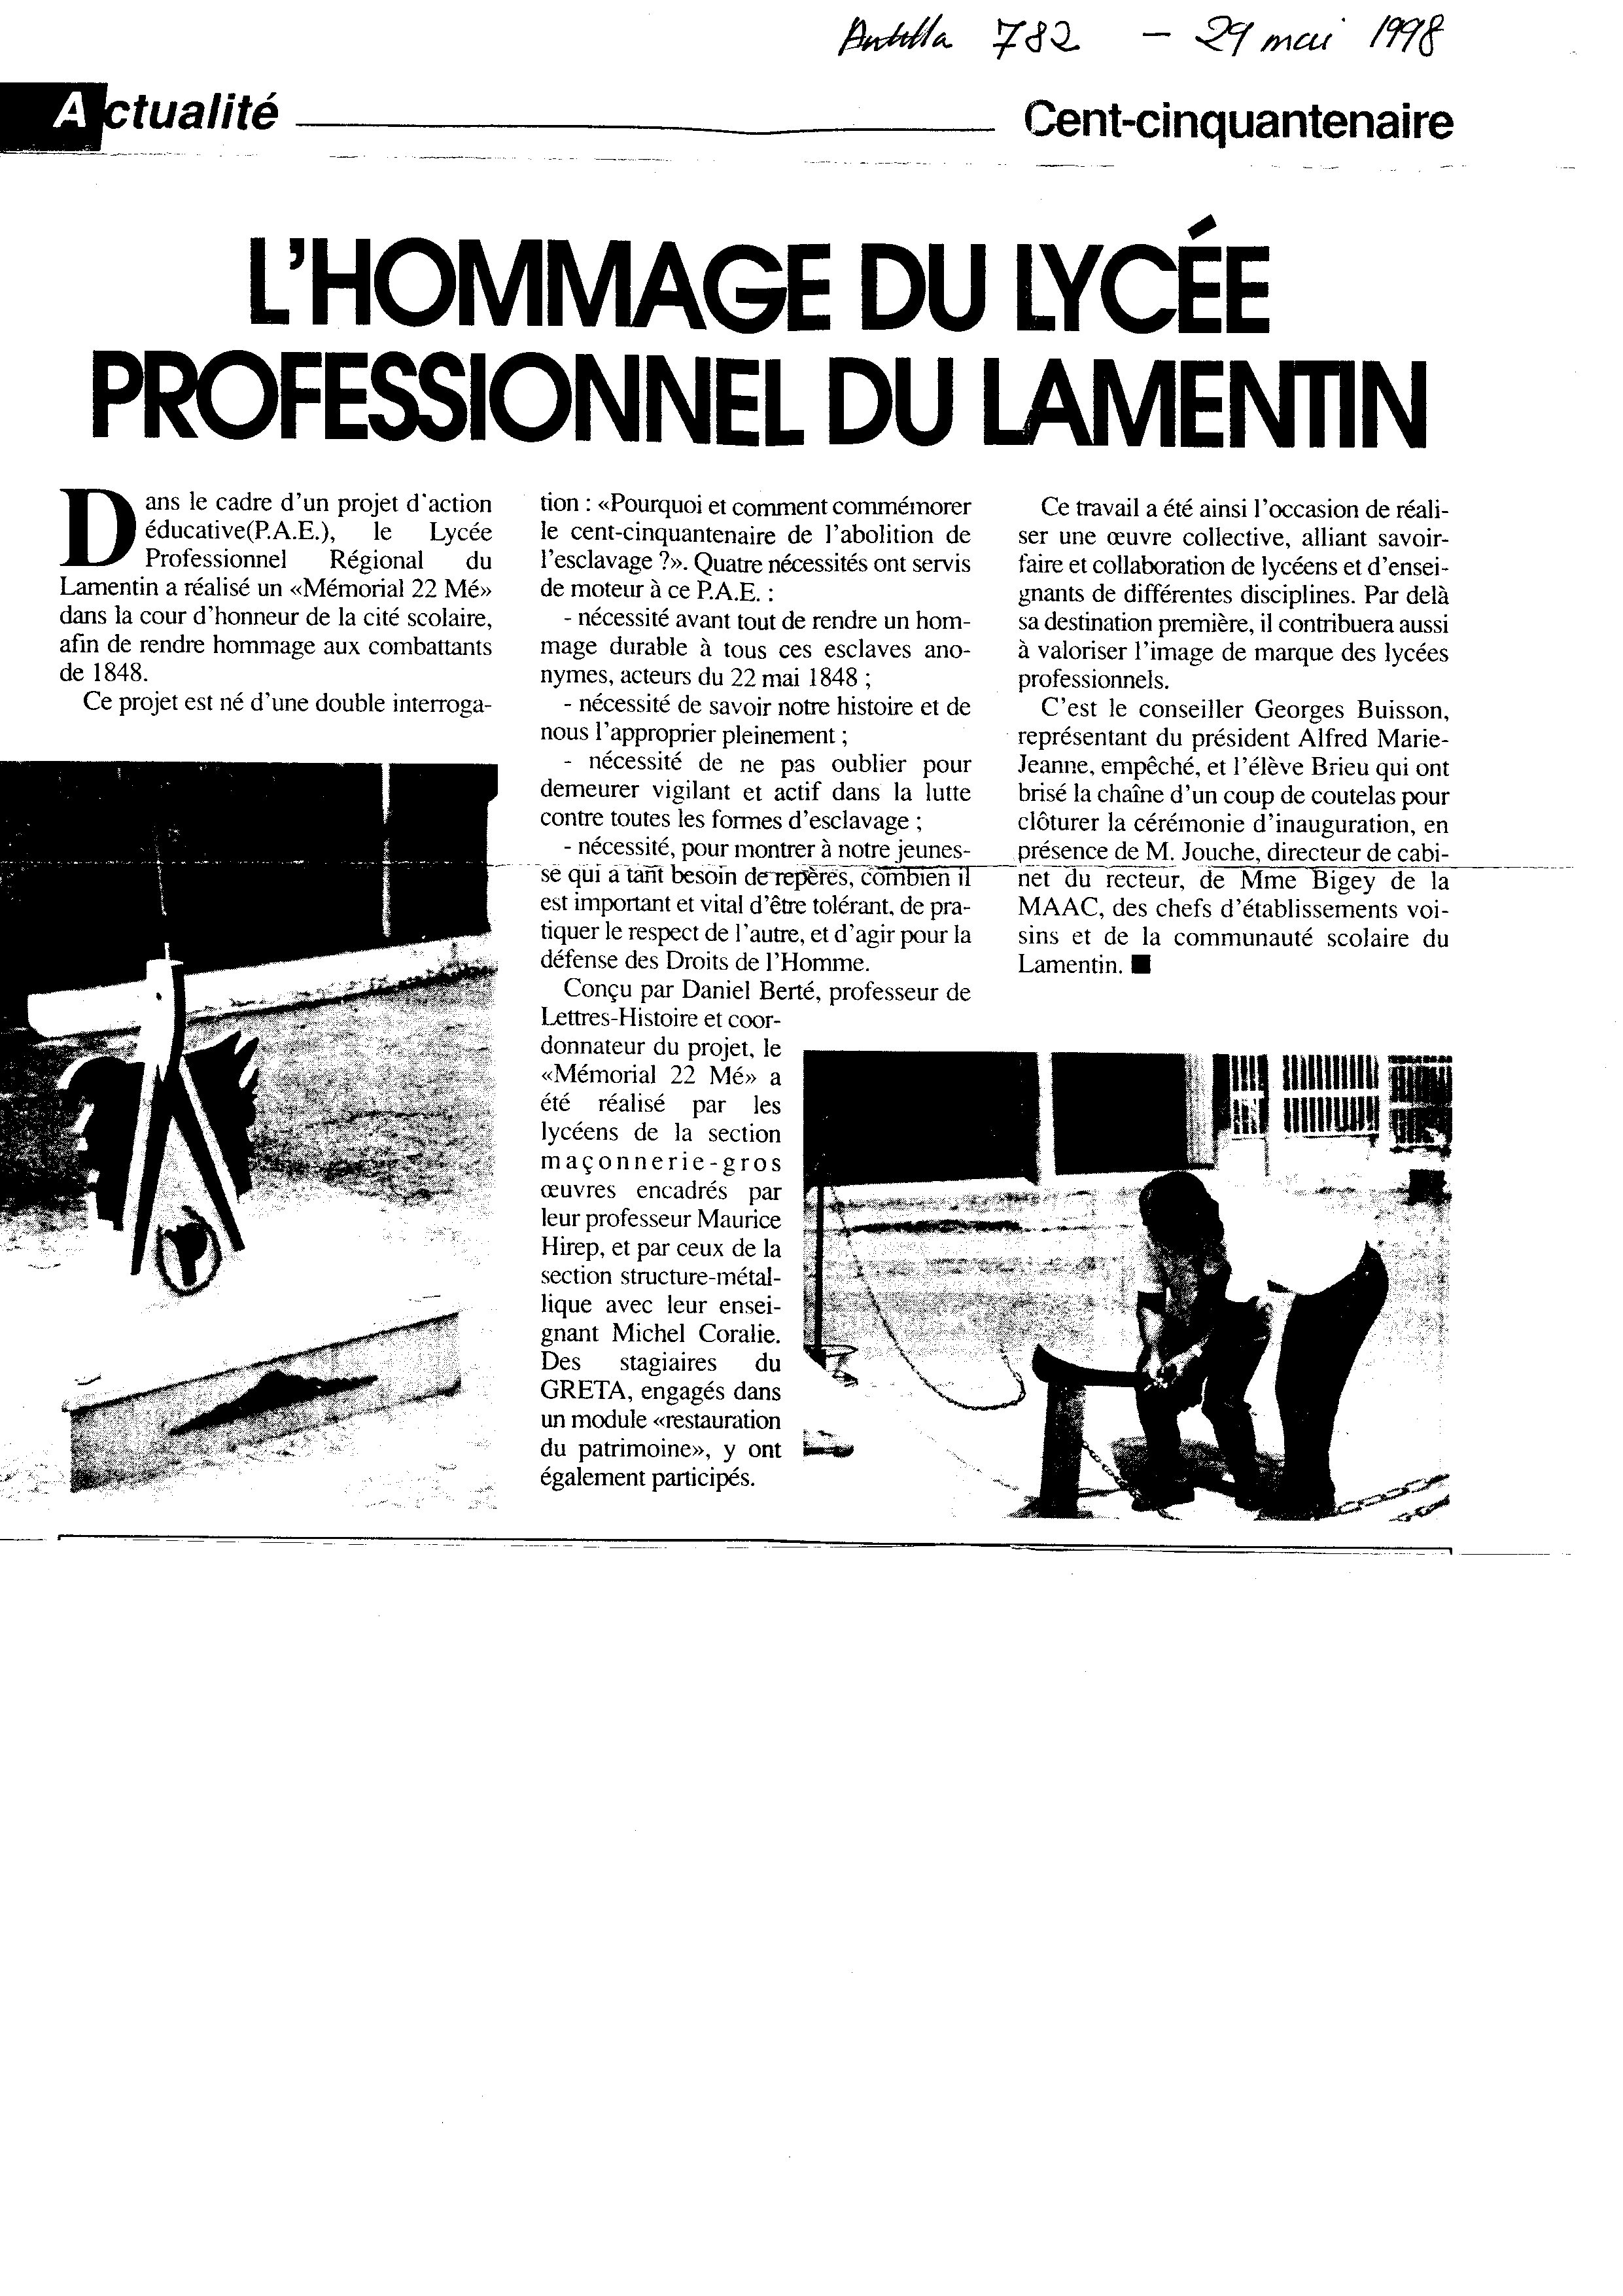 Antilla 782 - 29 mai 1998
Actualité
Cent-cinquantenaire
L'HOMMAGE DU LYCÉE
PROFESSIONNEL DU LAMENTIN
Dans le cadre d'un projet d'action
éducative(P.A.E.), le Lycée
Professionnel Régional du
Lamentin a réalisé un «Mémorial 22 Mé»
dans la cour d'honneur de la cité scolaire,
afin de rendre hommage aux combattants
de 1848.
Ce projet est né d'une double interroga-
tion : «Pourquoi et comment commémorer
le cent-cinquantenaire de l'abolition de
l'esclavage ?». Quatre nécessités ont servis
de moteur à ce P.A.E. :
- nécessité avant tout de rendre un hom-
mage durable à tous ces esclaves ano-
nymes, acteurs du 22 mai 1848 ;
- nécessité de savoir notre histoire et de
nous l'approprier pleinement ;
- nécessité de ne pas oublier pour
demeurer vigilant et actif dans la lutte
contre toutes les formes d'esclavage ;
- nécessité, pour montrer à notre jeunes-
se qui a tant besoin de repères, combien il
est important et vital d'être tolérant, de pra-
tiquer le respect de l'autre, et d'agir pour la
défense des Droits de l'Homme.
Conçu par Daniel Berté, professeur de
Lettres-Histoire et coor-
donnateur du projet, le
«Mémorial 22 Mé» a
été réalisé par les
lycéens de la section
maçonnerie-gros
œuvres encadrés par
leur professeur Maurice
Hirep, et par ceux de la
section structure-métal-
lique avec leur ensei-
gnant Michel Coralie.
Des stagiaires du
GRETA, engagés dans
un module «restauration
du patrimoine», y ont
également participés.
Ce travail a été ainsi l'occasion de réali-
ser une œuvre collective, alliant savoir-
faire et collaboration de lycéens et d'ensei-
gnants de différentes disciplines. Par delà
sa destination première, il contribuera aussi
à valoriser l'image de marque des lycées
professionnels.
C'est le conseiller Georges Buisson,
représentant du président Alfred Marie-
Jeanne, empêché, et l'élève Brieu qui ont
brisé la chaîne d'un coup de coutelas pour
clôturer la cérémonie d'inauguration, en
présence de M. Jouche, directeur de cabi-
net du recteur, de Mme Bigey de la
MAAC, des chefs d'établissements voi-
sins et de la communauté scolaire du
Lamentin. ■